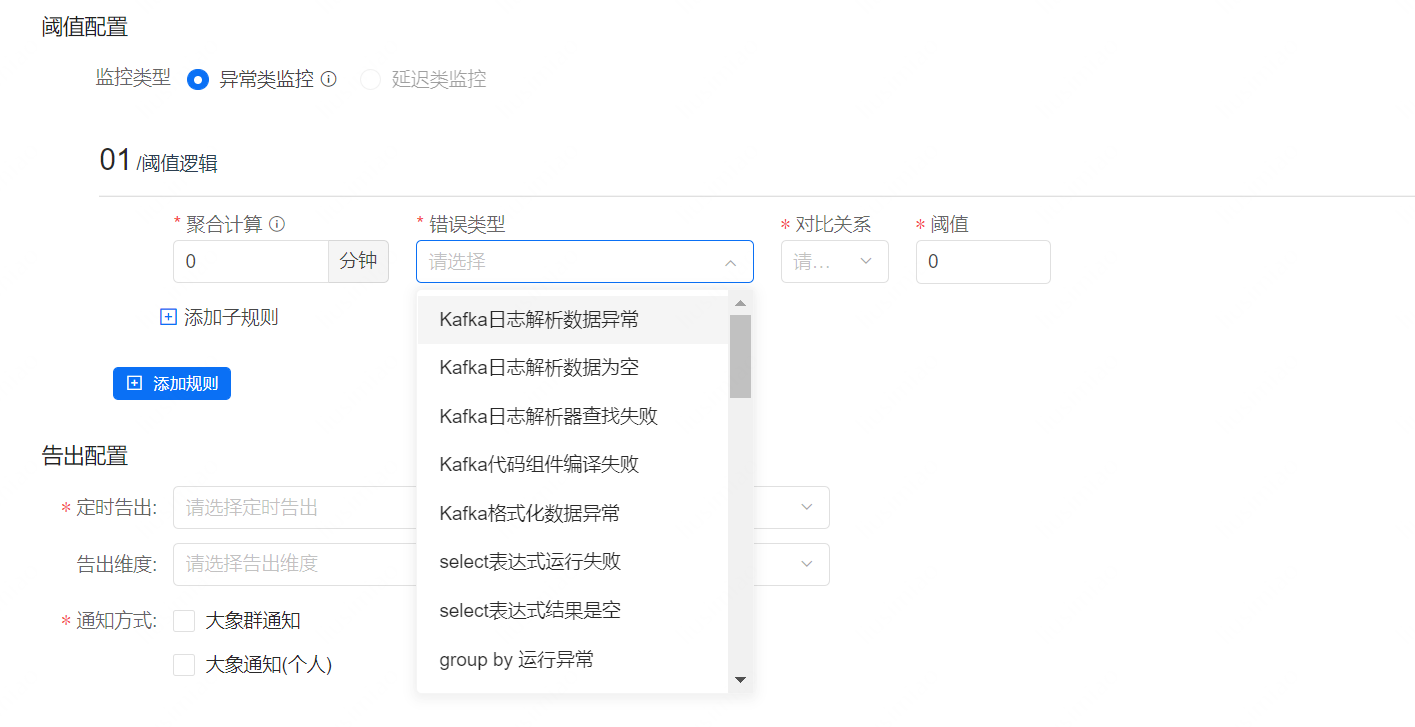 阈值配置
监控类型 异常类监控 延迟类监控
01 /阈值逻辑
* 聚合计算 * 错误类型 * 对比关系 * 阈值
0 分钟 请选择 请... 0
添加子规则
Kafka日志解析数据异常
Kafka日志解析数据为空
添加规则
Kafka日志解析器查找失败
Kafka代码组件编译失败
告出配置
Kafka格式化数据异常
* 定时告出: 请选择定时告出
select表达式运行失败
告出维度: 请选择告出维度
select表达式结果是空
* 通知方式: 大象群通知
group by 运行异常
大象通知(个人)